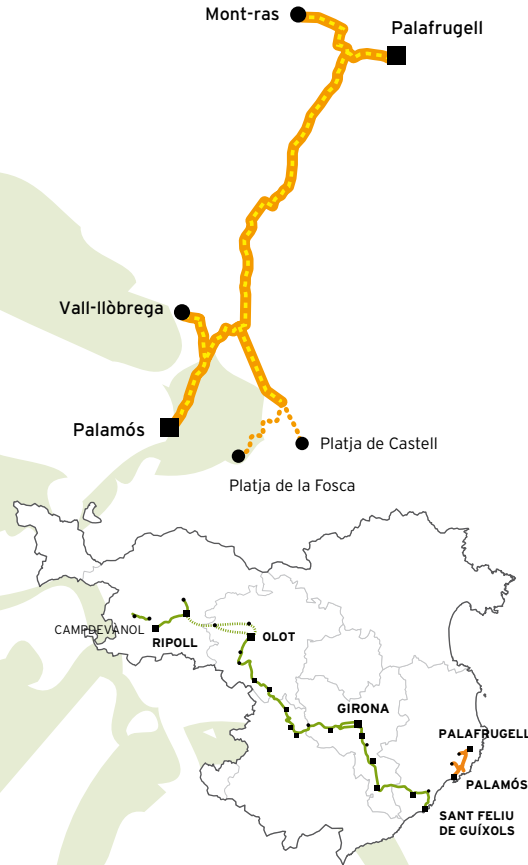 Mont-ras
Palafrugell
Vall-llòbrega
Palamós
Platja de Castell
Platja de la Fosca
CAMPDEVÀNOL
RIPOLL
OLOT
GIRONA
PALAFRUGELL
PALAMÓS
SANT FELIU
DE GUÍXOLS